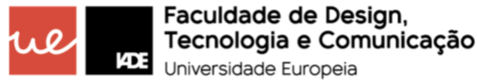 ue
IADE
Faculdade de Design,
Tecnologia e Comunicação
Universidade Europeia